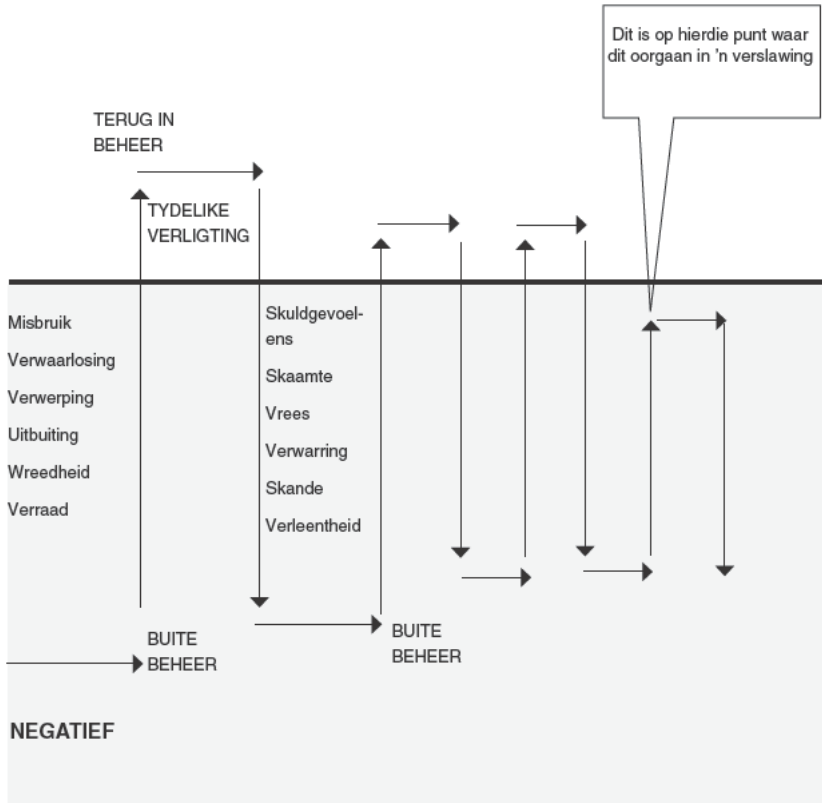 Dit is op hierdie punt waar
dit oorgaan in 'n verslawing
TERUG IN
BEHEER
TYDELIKE
VERLIGTING
Misbruik
Verwaarlosing
Verwerping
Uitbuiting
Wreedheid
Verraad
Skuldgevoel-
ens
Skaamte
Vrees
Verwarring
Skande
Verleentheid
BUITE
BEHEER
BUITE
BEHEER
NEGATIEF